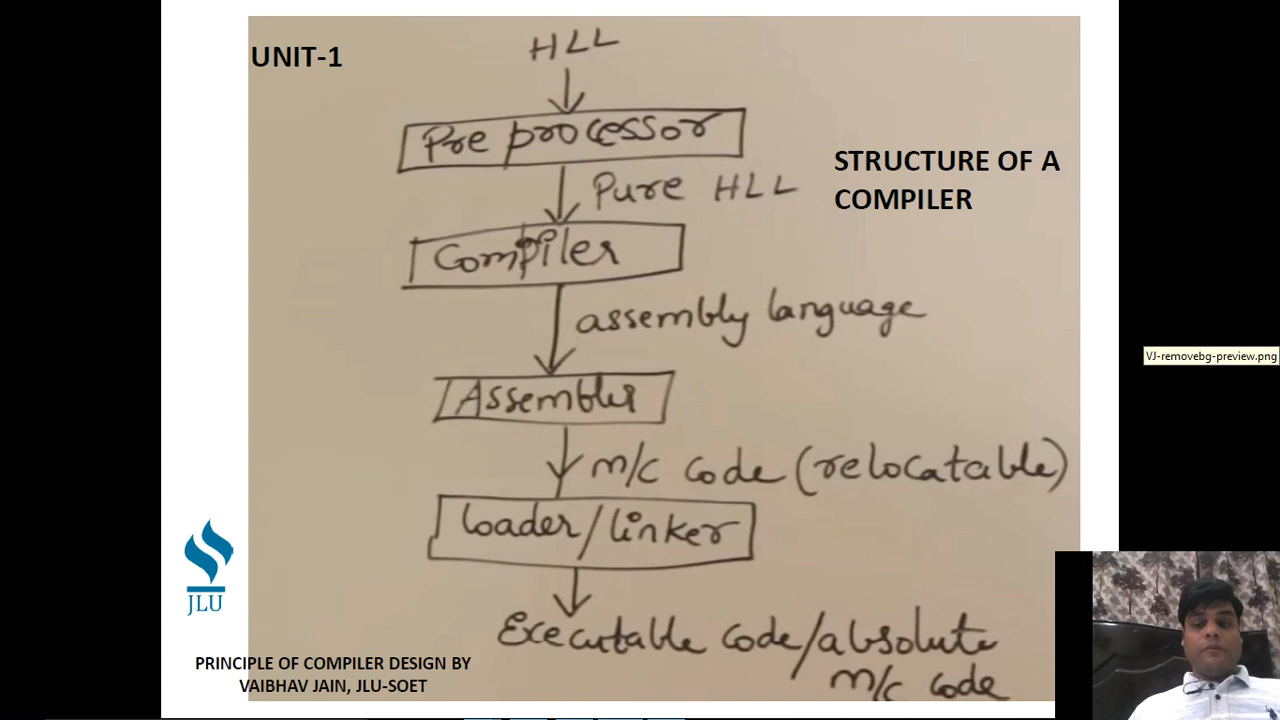 UNIT-1
HLL
Pre processor
Pure HLL
STRUCTURE OF A
COMPILER
Compiler
assembly language
VJ-removebg-preview.png
Assembler
m/c code (relocatable)
loader/linker
JLU
Executable code/absolute
m/c code
PRINCIPLE OF COMPILER DESIGN BY
VAIBHAV JAIN, JLU-SOET